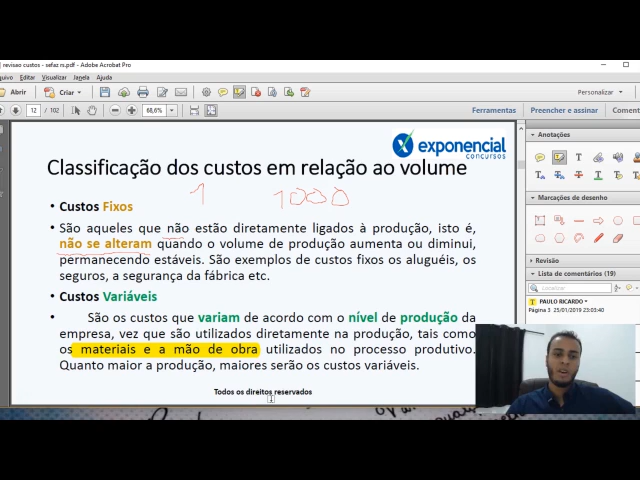 revisao custos - sefaz rs.pdf - Adobe Acrobat Pro
quivo Editar Visualizar Janela Ajuda
Abrir Criar Personalizar
12 / 102 68,6% Ferramentas Preencher e assinar Comentário
exponencial
concursos
Classificação dos custos em relação ao volume
1 1000
• Custos Fixos
• São aqueles que não estão diretamente ligados à produção, isto é,
não se alteram quando o volume de produção aumenta ou diminui,
permanecendo estáveis. São exemplos de custos fixos os aluguéis, os
seguros, a segurança da fábrica etc.
• Custos Variáveis
• São os custos que variam de acordo com o nível de produção da
empresa, vez que são utilizados diretamente na produção, tais como
os materiais e a mão de obra utilizados no processo produtivo.
Quanto maior a produção, maiores serão os custos variáveis.
Todos os direitos reservados
Anotações
Marcações de desenho
Revisão
Lista de comentários (19)
Localizar
PAULO RICARDO
Página 3 25/01/2019 23:03:40